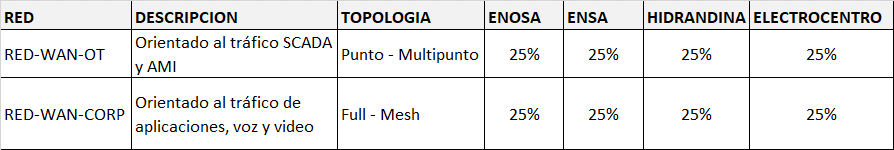 RED DESCRIPCION TOPOLOGIA ENOSA ENSA HIDRANDINA ELECTROCENTRO
RED-WAN-OT Orientado al tráfico SCADA y AMI Punto - Multipunto 25% 25% 25% 25%
RED-WAN-CORP Orientado al tráfico de aplicaciones, voz y video Full - Mesh 25% 25% 25% 25%